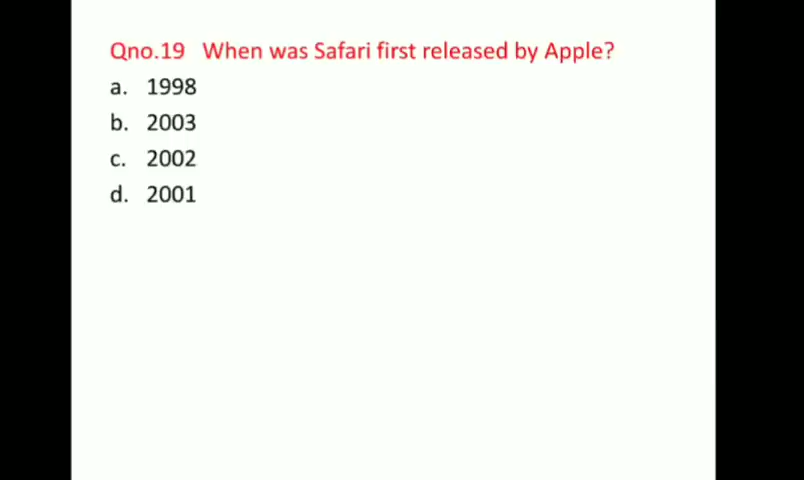 Qno.19 When was Safari first released by Apple?
a. 1998
b. 2003
c. 2002
d. 2001